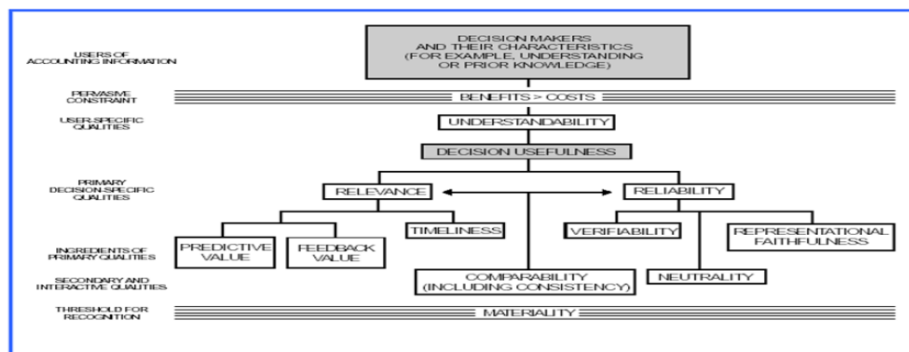 DECISION MAKERS
AND THEIR CHARACTERISTICS
(FOR EXAMPLE, UNDERSTANDING
OR PRIOR KNOWLEDGE)
USERS OF
ACCOUNTING INFORMATION
PERVASIVE
CONSTRAINT
BENEFITS > COSTS
USER-SPECIFIC
QUALITIES
UNDERSTANDABILITY
DECISION USEFULNESS
PRIMARY
DECISION-SPECIFIC
QUALITIES
RELEVANCE
RELIABILITY
TIMELINESS
VERIFIABILITY
REPRESENTATIONAL
FAITHFULNESS
PREDICTIVE
VALUE
FEEDBACK
VALUE
INGREDIENTS OF
PRIMARY QUALITIES
SECONDARY AND
INTERACTIVE QUALITIES
COMPARABILITY
(INCLUDING CONSISTENCY)
NEUTRALITY
THRESHOLD FOR
RECOGNITION
MATERIALITY